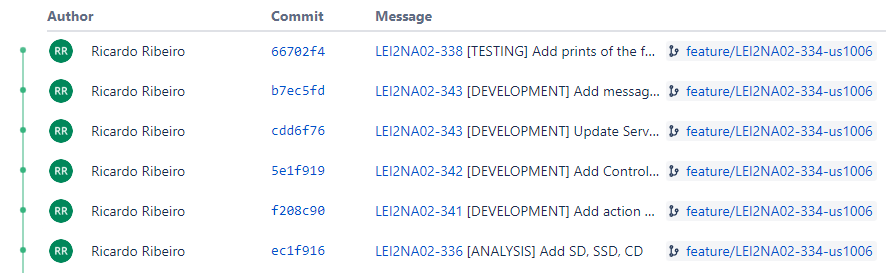 Author Commit Message
RR Ricardo Ribeiro 66702f4 LEI2NA02-338 [TESTING] Add prints of the f... feature/LEI2NA02-334-us1006
RR Ricardo Ribeiro b7ec5fd LEI2NA02-343 [DEVELOPMENT] Add messag... feature/LEI2NA02-334-us1006
RR Ricardo Ribeiro cdd6f76 LEI2NA02-343 [DEVELOPMENT] Update Serv... feature/LEI2NA02-334-us1006
RR Ricardo Ribeiro 5e1f919 LEI2NA02-342 [DEVELOPMENT] Add Control... feature/LEI2NA02-334-us1006
RR Ricardo Ribeiro f208c90 LEI2NA02-341 [DEVELOPMENT] Add action ... feature/LEI2NA02-334-us1006
RR Ricardo Ribeiro ec1f916 LEI2NA02-336 [ANALYSIS] Add SD, SSD, CD feature/LEI2NA02-334-us1006